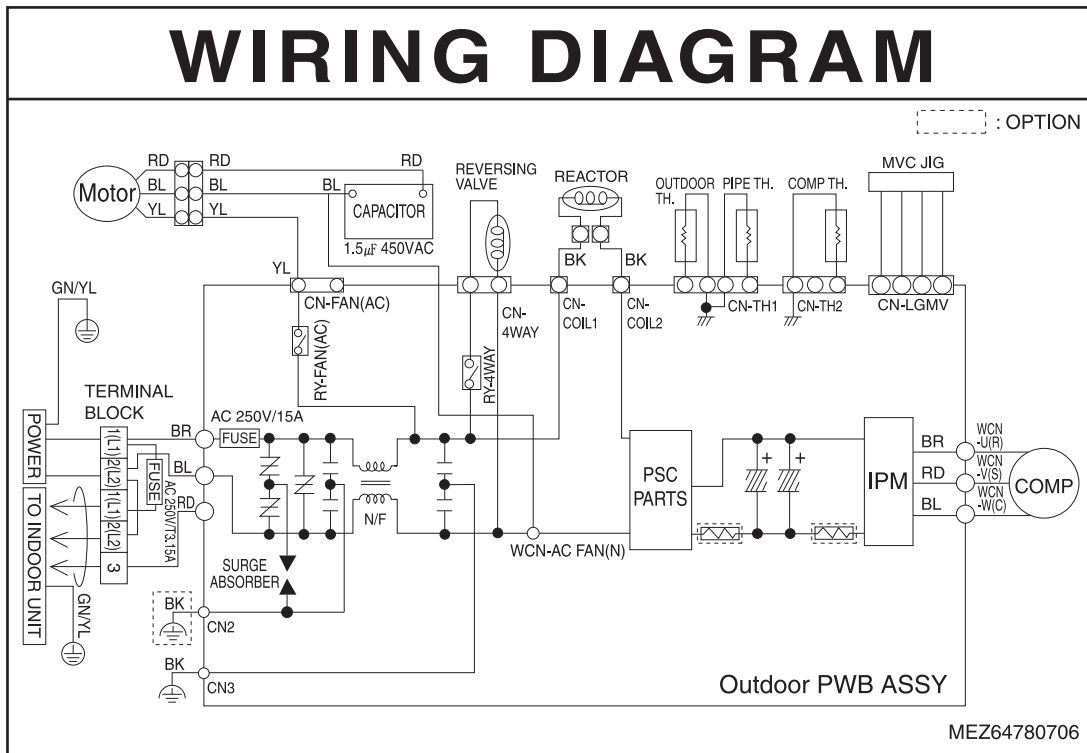 WIRING DIAGRAM
: OPTION
RD RD RD
Motor BL BL BL
YL YL
CAPACITOR
1.5µF 450VAC
REVERSING
VALVE
REACTOR
OUTDOOR
TH.
PIPE TH.
COMP TH.
MVC JIG
BK BK
YL
CN-FAN(AC)
CN-
4WAY
CN-
COIL1
CN-
COIL2
CN-TH1
CN-TH2
CN-LGMV
GN/YL
RY-FAN(AC)
RY-4WAY
TERMINAL
BLOCK
POWER
TO INDOOR UNIT
1(L1)
2(L2)
1(L1)
2(L2)
3
FUSE
AC 250V/T3.15A
GN/YL
BR
BL
RD
AC 250V/15A
FUSE
N/F
SURGE
ABSORBER
WCN-AC FAN(N)
PSC
PARTS
+ +
IPM
BR
RD
BL
WCN
-U(R)
WCN
-V(S)
WCN
-W(C)
COMP
BK
CN2
BK
CN3
Outdoor PWB ASSY
MEZ64780706